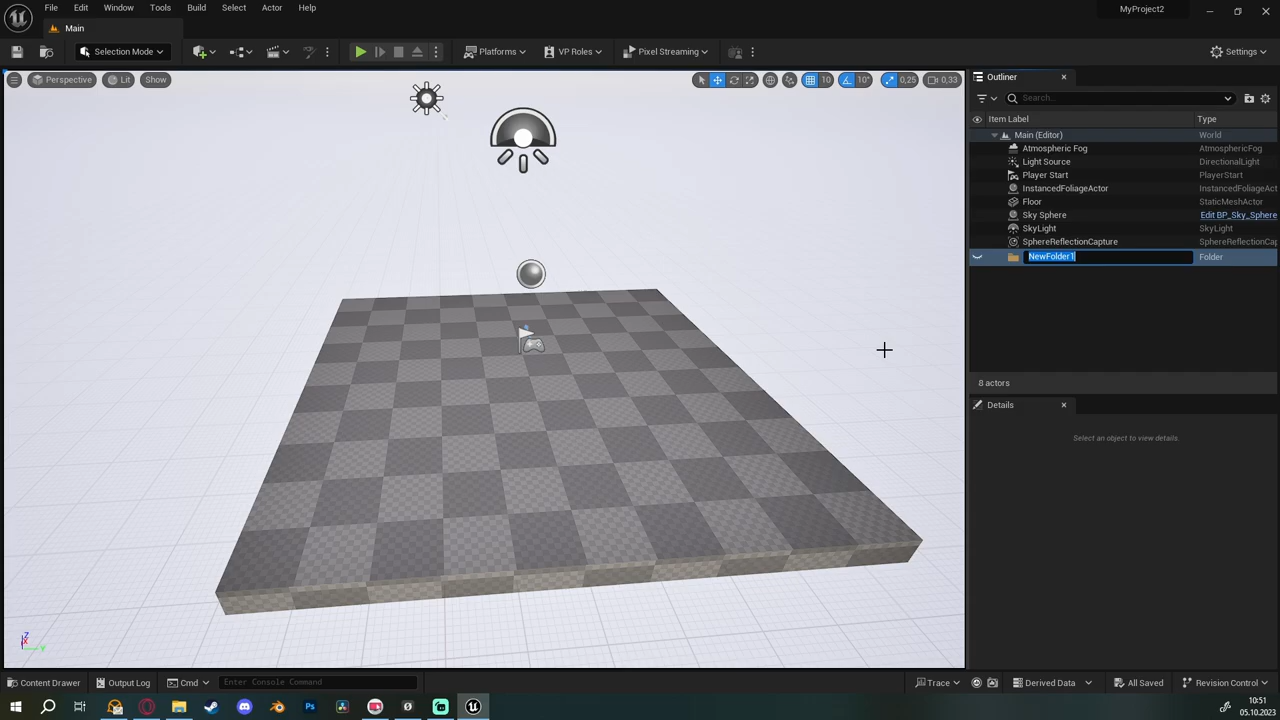 File Edit Window Tools Build Select Actor Help
MyProject2
Main
Selection Mode
Platforms
VP Roles
Pixel Streaming
Settings
Perspective Lit Show
10 10° 0,25 0,33
Outliner
Search...
Item Label Type
Main (Editor) World
Atmospheric Fog AtmosphericFog
Light Source DirectionalLight
Player Start PlayerStart
InstancedFoliageActor InstancedFoliageAct
Floor StaticMeshActor
Sky Sphere Edit BP_Sky_Sphere
SkyLight SkyLight
SphereReflectionCapture SphereReflectionCap
NewFolder1 Folder
8 actors
Details
Select an object to view details.
Z
X
Y
Content Drawer Output Log Cmd Enter Console Command Trace Derived Data All Saved Revision Control
10:51
05.10.2023